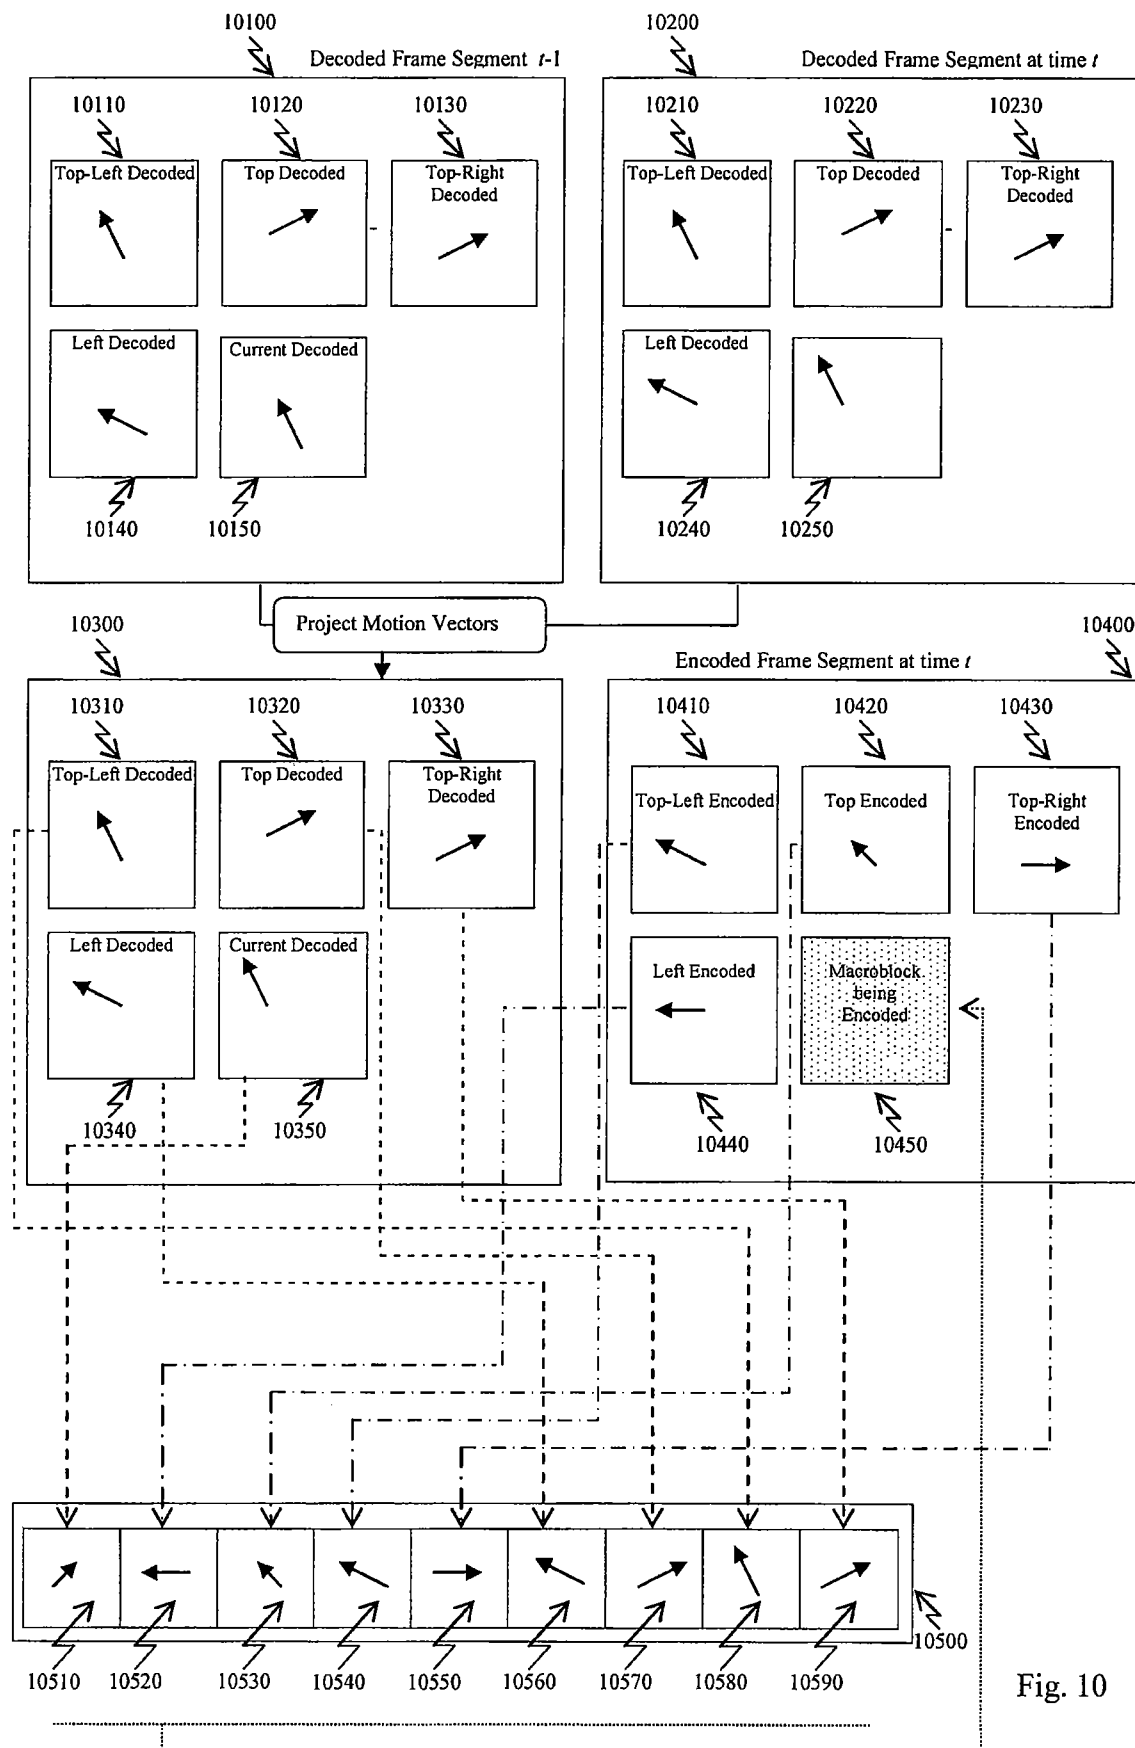 10100
10200
Decoded Frame Segment t-1
Decoded Frame Segment at time t
10110
10120
10130
10210
10220
10230
Top-Left Decoded
Top Decoded
Top-Right
Decoded
Top-Left Decoded
Top Decoded
Top-Right
Decoded
Left Decoded
Current Decoded
Left Decoded
10140
10150
10240
10250
10300
Project Motion Vectors
10400
Encoded Frame Segment at time t
10310
10320
10330
10410
10420
10430
Top-Left Decoded
Top Decoded
Top-Right
Decoded
Top-Left Encoded
Top Encoded
Top-Right
Encoded
Left Decoded
Current Decoded
Left Encoded
Macroblock
being
Encoded
10340
10350
10440
10450
10500
10510
10520
10530
10540
10550
10560
10570
10580
10590
Fig. 10